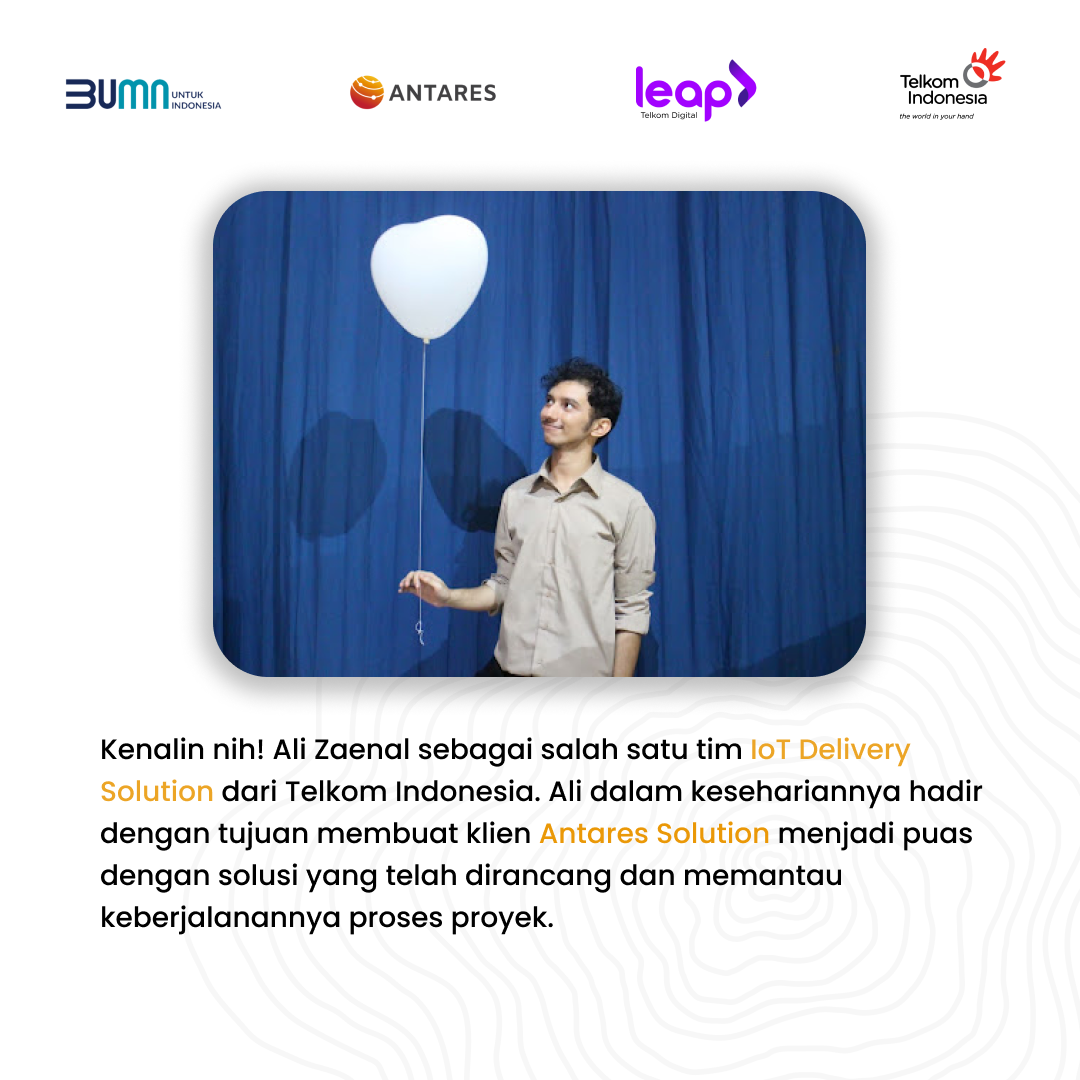 BUMN UNTUK
INDONESIA
ANTARES
leap
Telkom Digital
Telkom
Indonesia
the world in your hand
Kenalin nih! Ali Zaenal sebagai salah satu tim IoT Delivery
Solution dari Telkom Indonesia. Ali dalam kesehariannya hadir
dengan tujuan membuat klien Antares Solution menjadi puas
dengan solusi yang telah dirancang dan memantau
keberjalanannya proses proyek.